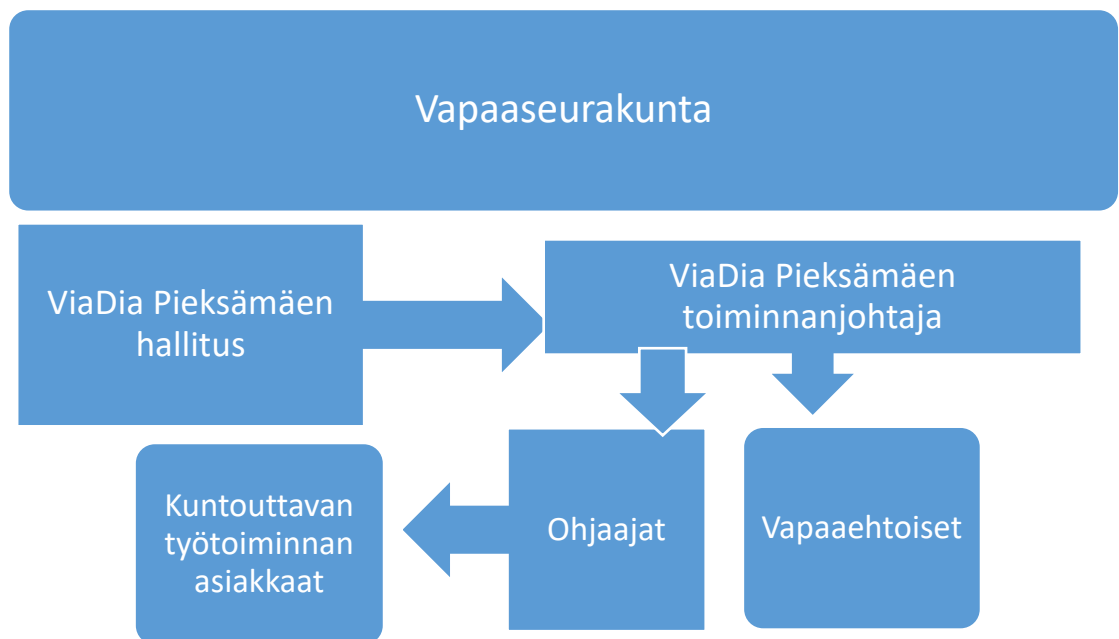 Vapaaseurakunta
ViaDia Pieksämäen
hallitus
ViaDia Pieksämäen
toiminnanjohtaja
Kuntouttavan
työtoiminnan
asiakkaat
Ohjaajat
Vapaaehtoiset